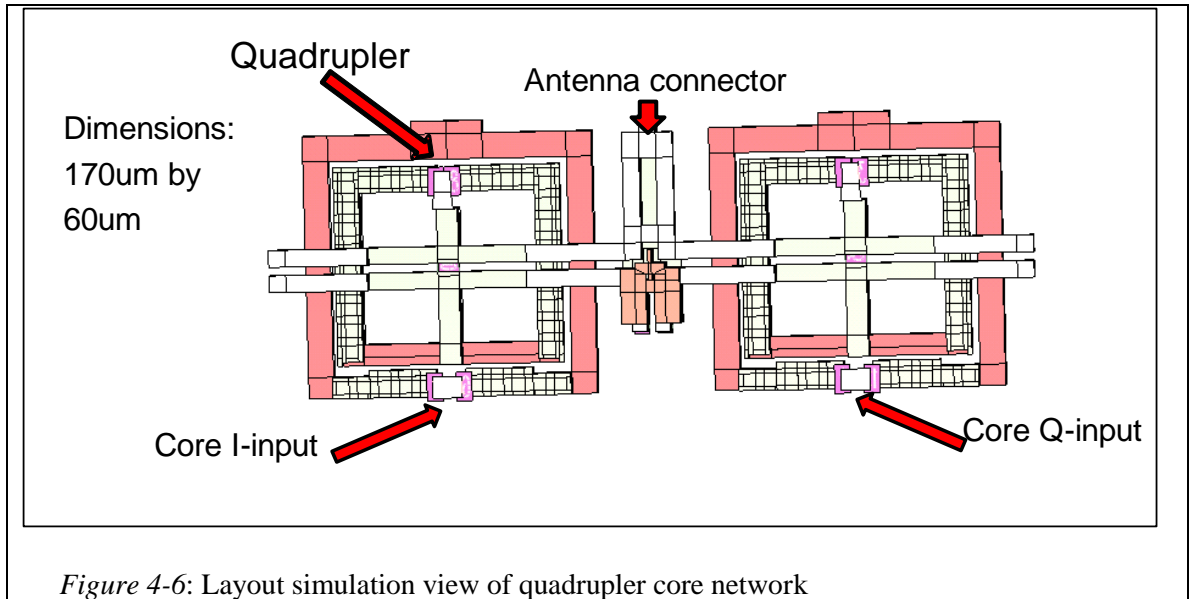 Quadrupler
Antenna connector
Dimensions:
170um by
60um
Core I-input
Core Q-input
Figure 4-6: Layout simulation view of quadrupler core network